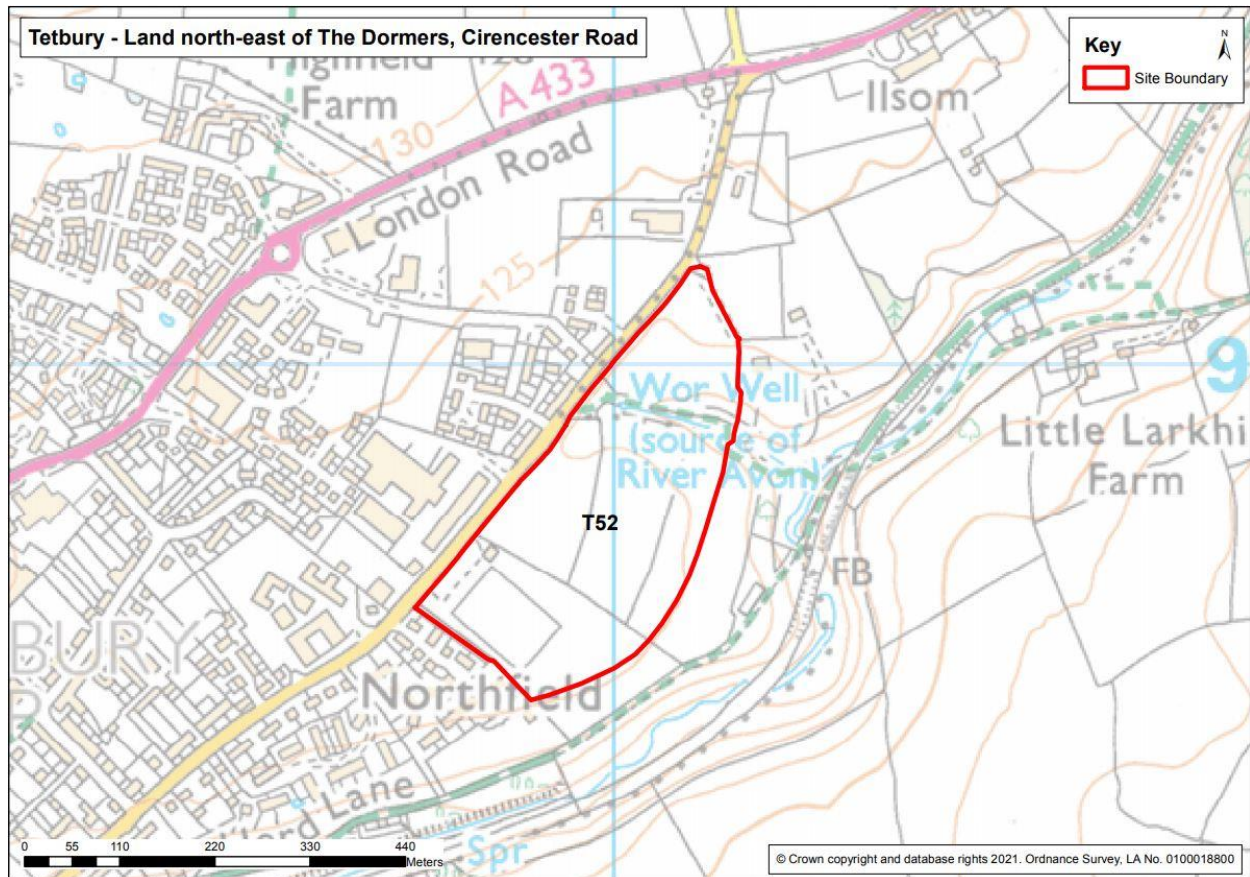 Tetbury - Land north-east of The Dormers, Cirencester Road
Key
N
Site Boundary
Farm
A 433
130
London Road
Ilsom
125
Wor Well
(source of
River Avon)
9
Little Larkhi
Farm
T52
FB
BURY
Northfield
Lane
Spr
0 55 110 220 330 440
Meters
© Crown copyright and database rights 2021. Ordnance Survey, LA No. 0100018800